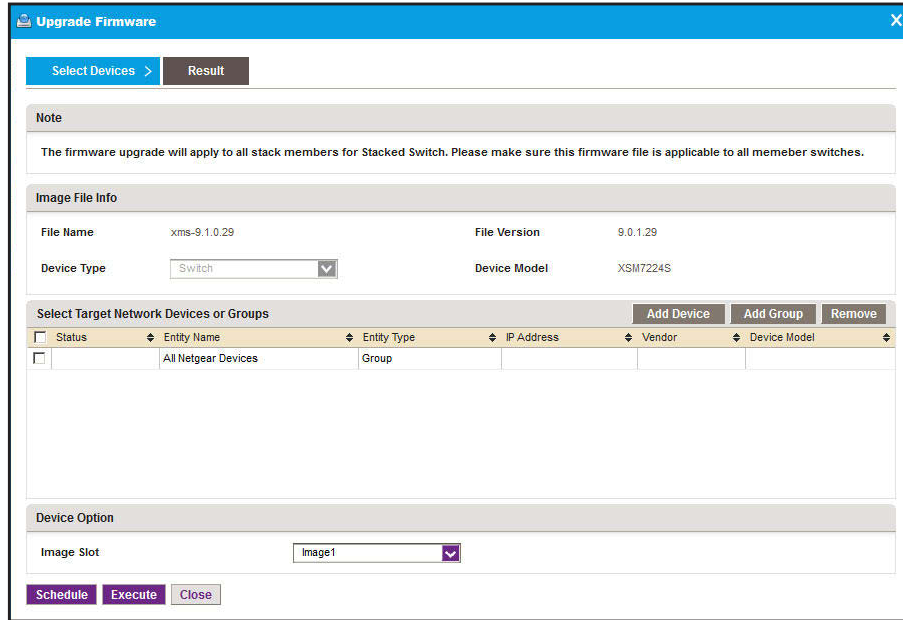 Upgrade Firmware X
Select Devices > Result
Note
The firmware upgrade will apply to all stack members for Stacked Switch. Please make sure this firmware file is applicable to all memeber switches.
Image File Info
File Name xms-9.1.0.29 File Version 9.0.1.29
Device Type Switch Device Model XSM7224S
Select Target Network Devices or Groups Add Device Add Group Remove
Status Entity Name Entity Type IP Address Vendor Device Model
All Netgear Devices Group
Device Option
Image Slot Image1
Schedule Execute Close